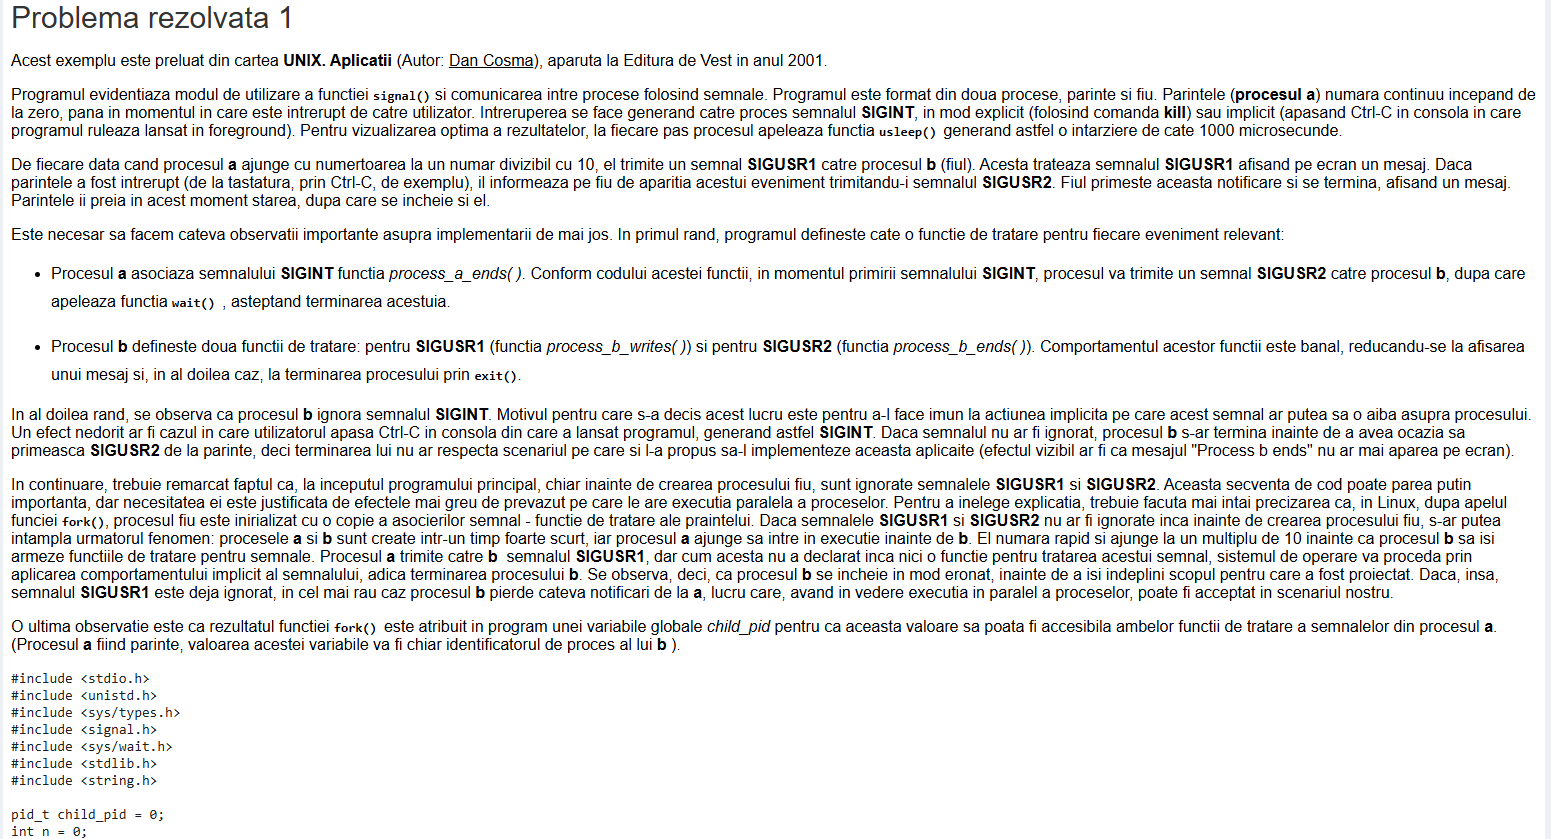 Problema rezolvata 1
Acest exemplu este preluat din cartea UNIX. Aplicatii (Autor: Dan Cosma), aparuta la Editura de Vest in anul 2001.
Programul evidentiaza modul de utilizare a functiei signal() si comunicarea intre procese folosind semnale. Programul este format din doua procese, parinte si fiu. Parintele (procesul a) numara continuu incepand de
la zero, pana in momentul in care este intrerupt de catre utilizator. Intreruperea se face generand catre proces semnalul SIGINT, in mod explicit (folosind comanda kill) sau implicit (apasand Ctrl-C in consola in care
programul ruleaza lansat in foreground). Pentru vizualizarea optima a rezultatelor, la fiecare pas procesul apeleaza functia usleep() generand astfel o intarziere de cate 1000 microsecunde.
De fiecare data cand procesul a ajunge cu numertoarea la un numar divizibil cu 10, el trimite un semnal SIGUSR1 catre procesul b (fiul). Acesta trateaza semnalul SIGUSR1 afisand pe ecran un mesaj. Daca
parintele a fost intrerupt (de la tastatura, prin Ctrl-C, de exemplu), il informeaza pe fiu de aparitia acestui eveniment trimitandu-i semnalul SIGUSR2. Fiul primeste aceasta notificare si se termina, afisand un mesaj.
Parintele ii preia in acest moment starea, dupa care se incheie si el.
Este necesar sa facem cateva observatii importante asupra implementarii de mai jos. In primul rand, programul defineste cate o functie de tratare pentru fiecare eveniment relevant:
• Procesul a asociaza semnalului SIGINT functia process_a_ends( ). Conform codului acestei functii, in momentul primirii semnalului SIGINT, procesul va trimite un semnal SIGUSR2 catre procesul b, dupa care
apeleaza functia wait() , asteptand terminarea acestuia.
• Procesul b defineste doua functii de tratare: pentru SIGUSR1 (functia process_b_writes( )) si pentru SIGUSR2 (functia process_b_ends( )). Comportamentul acestor functii este banal, reducandu-se la afisarea
unui mesaj si, in al doilea caz, la terminarea procesului prin exit().
In al doilea rand, se observa ca procesul b ignora semnalul SIGINT. Motivul pentru care s-a decis acest lucru este pentru a-l face imun la actiunea implicita pe care acest semnal ar putea sa o aiba asupra procesului.
Un efect nedorit ar fi cazul in care utilizatorul apasa Ctrl-C in consola din care a lansat programul, generand astfel SIGINT. Daca semnalul nu ar fi ignorat, procesul b s-ar termina inainte de a avea ocazia sa
primeasca SIGUSR2 de la parinte, deci terminarea lui nu ar respecta scenariul pe care si l-a propus sa-l implementeze aceasta aplicaite (efectul vizibil ar fi ca mesajul "Process b ends" nu ar mai aparea pe ecran).
In continuare, trebuie remarcat faptul ca, la inceputul programului principal, chiar inainte de crearea procesului fiu, sunt ignorate semnalele SIGUSR1 si SIGUSR2. Aceasta secventa de cod poate parea putin
importanta, dar necesitatea ei este justificata de efectele mai greu de prevazut pe care le are executia paralela a proceselor. Pentru a inelege explicatia, trebuie facuta mai intai precizarea ca, in Linux, dupa apelul
funciei fork(), procesul fiu este inirializat cu o copie a asocierilor semnal - functie de tratare ale praintelui. Daca semnalele SIGUSR1 si SIGUSR2 nu ar fi ignorate inca inainte de crearea procesului fiu, s-ar putea
intampla urmatorul fenomen: procesele a si b sunt create intr-un timp foarte scurt, iar procesul a ajunge sa intre in executie inainte de b. El numara rapid si ajunge la un multiplu de 10 inainte ca procesul b sa isi
armeze functiile de tratare pentru semnale. Procesul a trimite catre b semnalul SIGUSR1, dar cum acesta nu a declarat inca nici o functie pentru tratarea acestui semnal, sistemul de operare va proceda prin
aplicarea comportamentului implicit al semnalului, adica terminarea procesului b. Se observa, deci, ca procesul b se incheie in mod eronat, inainte de a isi indeplini scopul pentru care a fost proiectat. Daca, insa,
semnalul SIGUSR1 este deja ignorat, in cel mai rau caz procesul b pierde cateva notificari de la a, lucru care, avand in vedere executia in paralel a proceselor, poate fi acceptat in scenariul nostru.
O ultima observatie este ca rezultatul functiei fork() este atribuit in program unei variabile globale child_pid pentru ca aceasta valoare sa poata fi accesibila ambelor functii de tratare a semnalelor din procesul a.
(Procesul a fiind parinte, valoarea acestei variabile va fi chiar identificatorul de proces al lui b ).
#include <stdio.h>
#include <unistd.h>
#include <sys/types.h>
#include <signal.h>
#include <sys/wait.h>
#include <stdlib.h>
#include <string.h>
pid_t child_pid = 0;
int n = 0;